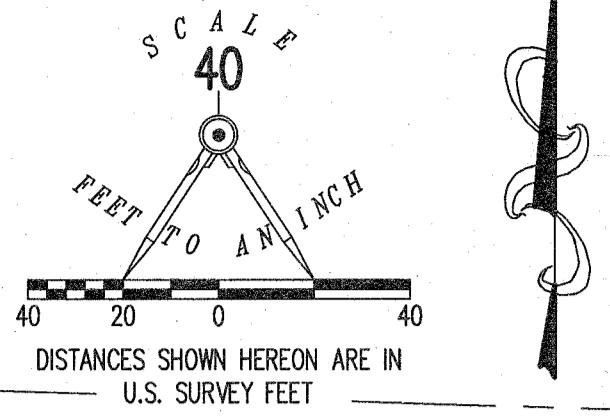 SCALE
40
FEET TO AN INCH
40 20 0 40
DISTANCES SHOWN HEREON ARE IN
U.S. SURVEY FEET